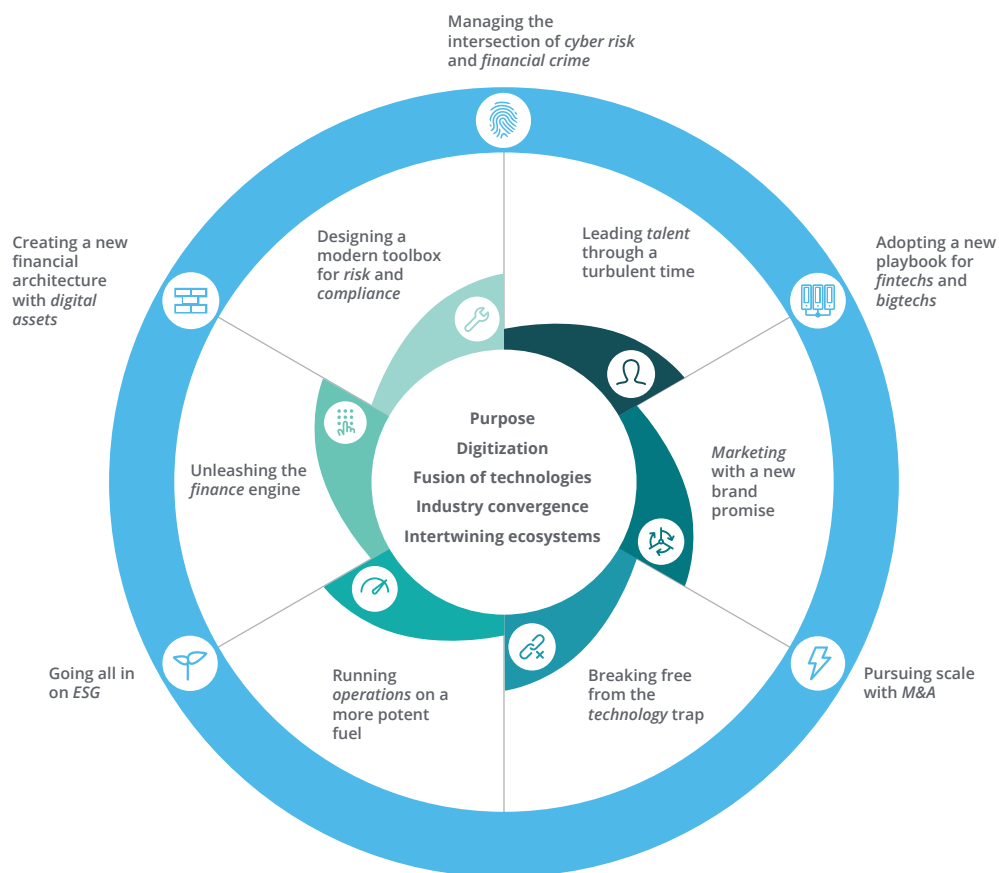 Managing the
intersection of cyber risk
and financial crime
Creating a new
financial
architecture
with digital
assets
Designing a
modern toolbox
for risk and
compliance
Leading talent
through a
turbulent time
Adopting a new
playbook for
fintechs and
bigtechs
Purpose
Digitization
Fusion of technologies
Industry convergence
Intertwining ecosystems
Unleashing the
finance engine
Marketing
with a new
brand
promise
Going all in
on ESG
Running
operations on a
more potent
fuel
Breaking free
from the
technology trap
Pursuing scale
with M&A